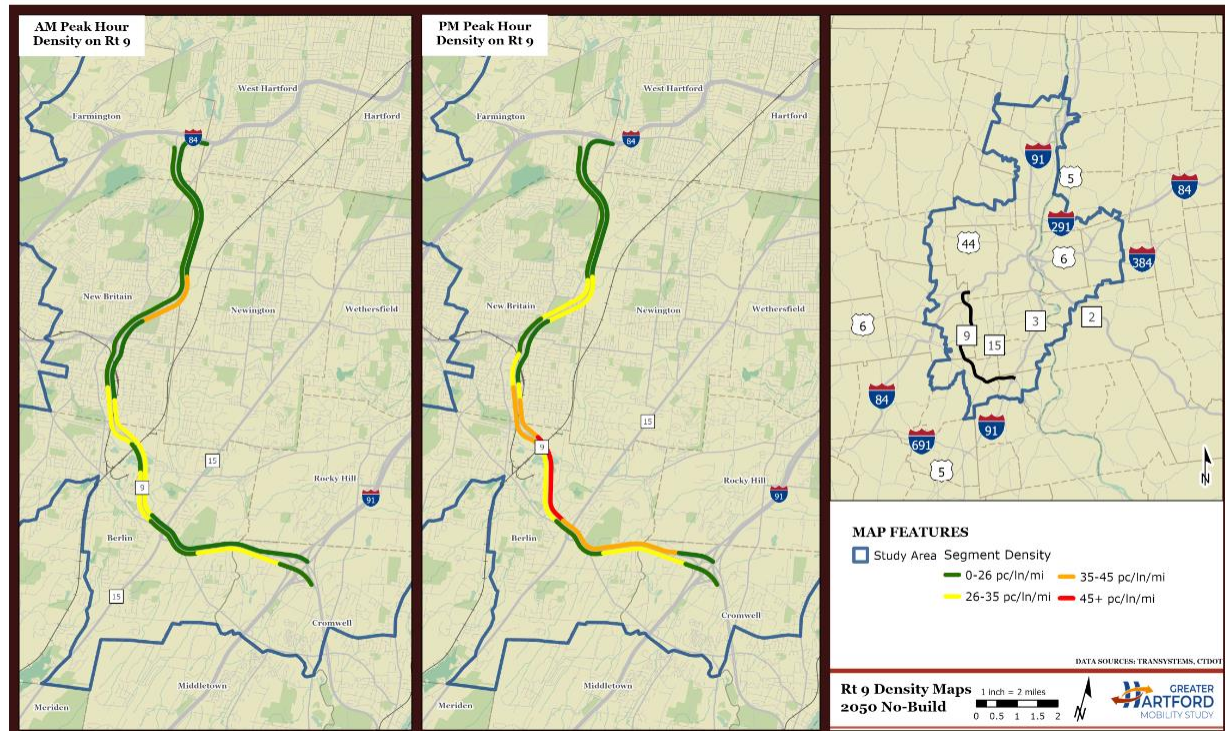 AM Peak Hour
Density on Rt 9
West Hartford
Farmington
Hartford
84
New Britain
Newington
Wethersfield
15
Rocky Hill
9
91
Berlin
15
Cromwell
Middletown
Meriden
PM Peak Hour
Density on Rt 9
West Hartford
Farmington
Hartford
84
New Britain
Newington
Wethersfield
15
9
Rocky Hill
91
Berlin
15
Cromwell
Middletown
Meriden
91
5
84
291
44
6
384
3
2
6
9
15
84
91
691
5
N
MAP FEATURES
Study Area
Segment Density
0-26 pc/ln/mi
35-45 pc/ln/mi
26-35 pc/ln/mi
45+ pc/ln/mi
DATA SOURCES: TRANSYSTEMS, CTDOT
Rt 9 Density Maps
2050 No-Build
1 inch = 2 miles
0 0.5 1 1.5 2
N
GREATER
HARTFORD
MOBILITY STUDY